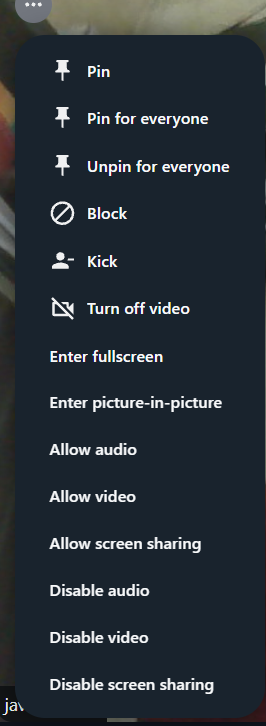 Pin
Pin for everyone
Unpin for everyone
Block
Kick
Turn off video
Enter fullscreen
Enter picture-in-picture
Allow audio
Allow video
Allow screen sharing
Disable audio
Disable video
Disable screen sharing